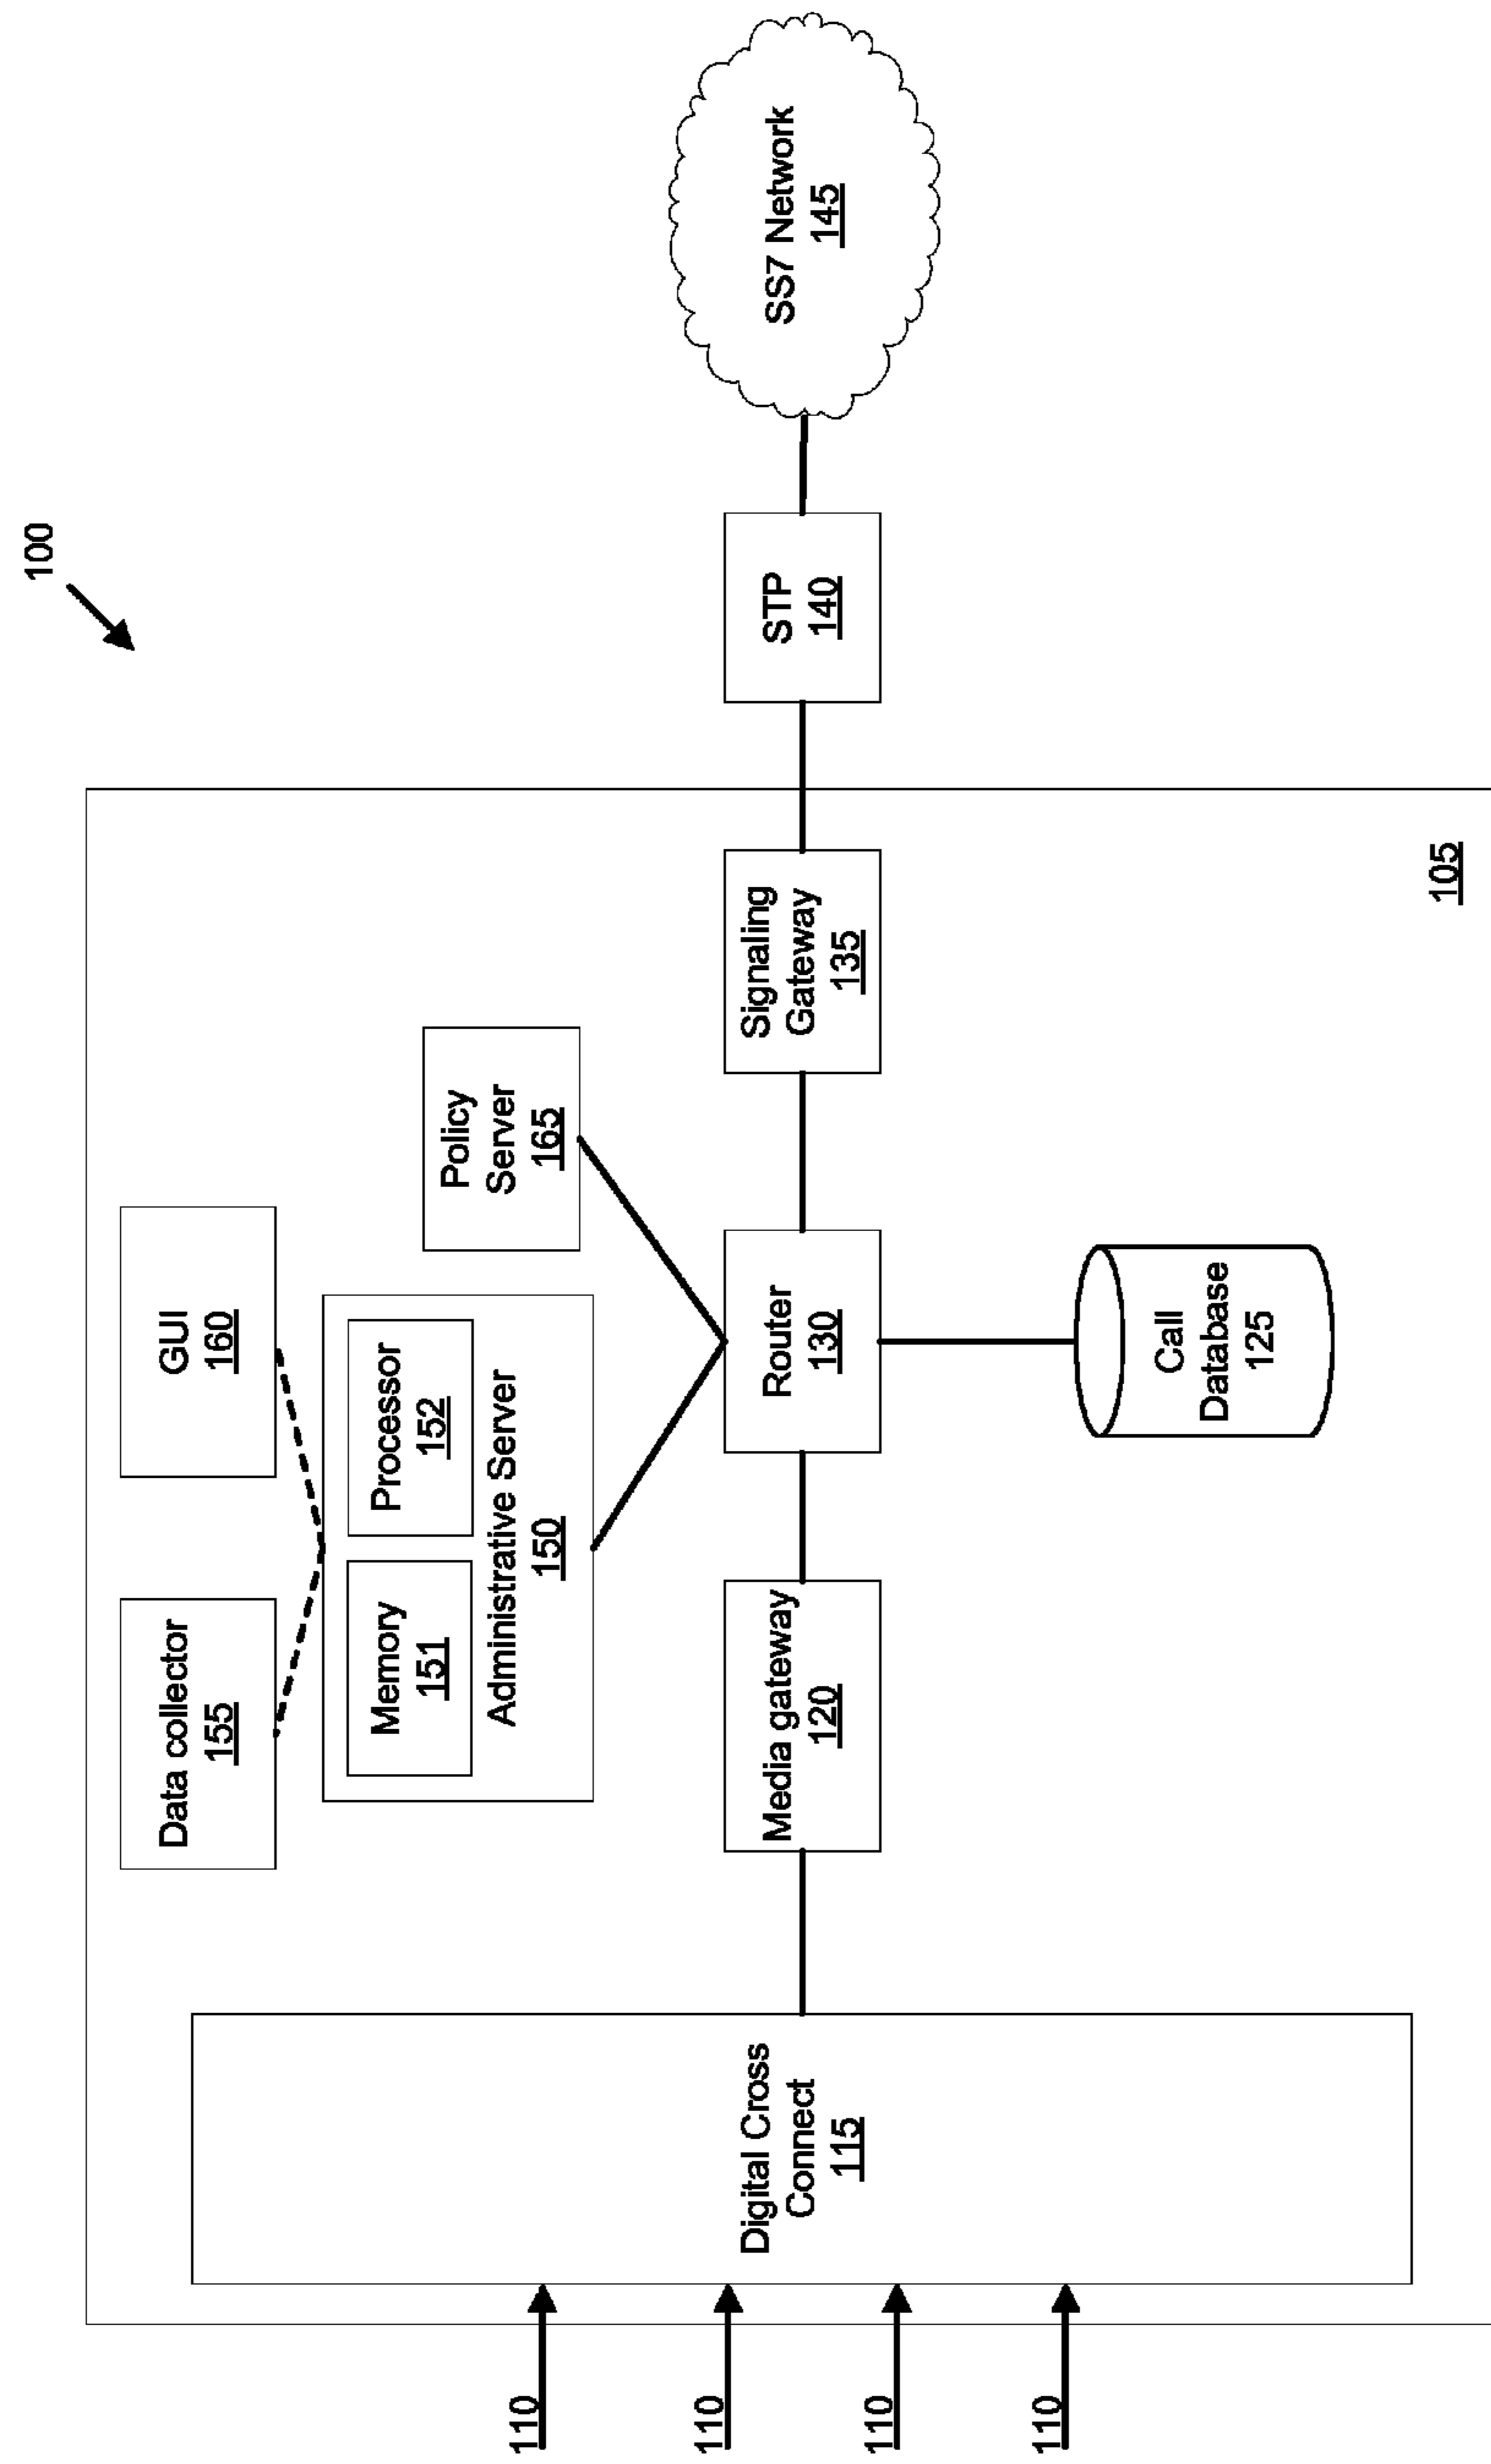 100
Data collector
155
GUI
160
Memory
151
Processor
152
Administrative Server
150
Policy
Server
165
110
110
110
110
Digital Cross
Connect
115
Media gateway
120
Router
130
Signaling
Gateway
135
STP
140
SS7 Network
145
Call
Database
125
105